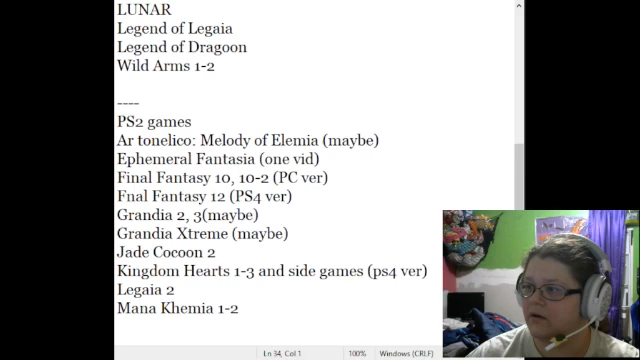 LUNAR
Legend of Legaia
Legend of Dragoon
Wild Arms 1-2
----
PS2 games
Ar tonelico: Melody of Elemia (maybe)
Ephemeral Fantasia (one vid)
Final Fantasy 10, 10-2 (PC ver)
Fnal Fantasy 12 (PS4 ver)
Grandia 2, 3(maybe)
Grandia Xtreme (maybe)
Jade Cocoon 2
Kingdom Hearts 1-3 and side games (ps4 ver)
Legaia 2
Mana Khemia 1-2
Ln 34, Col 1 100% Windows (CRLF)